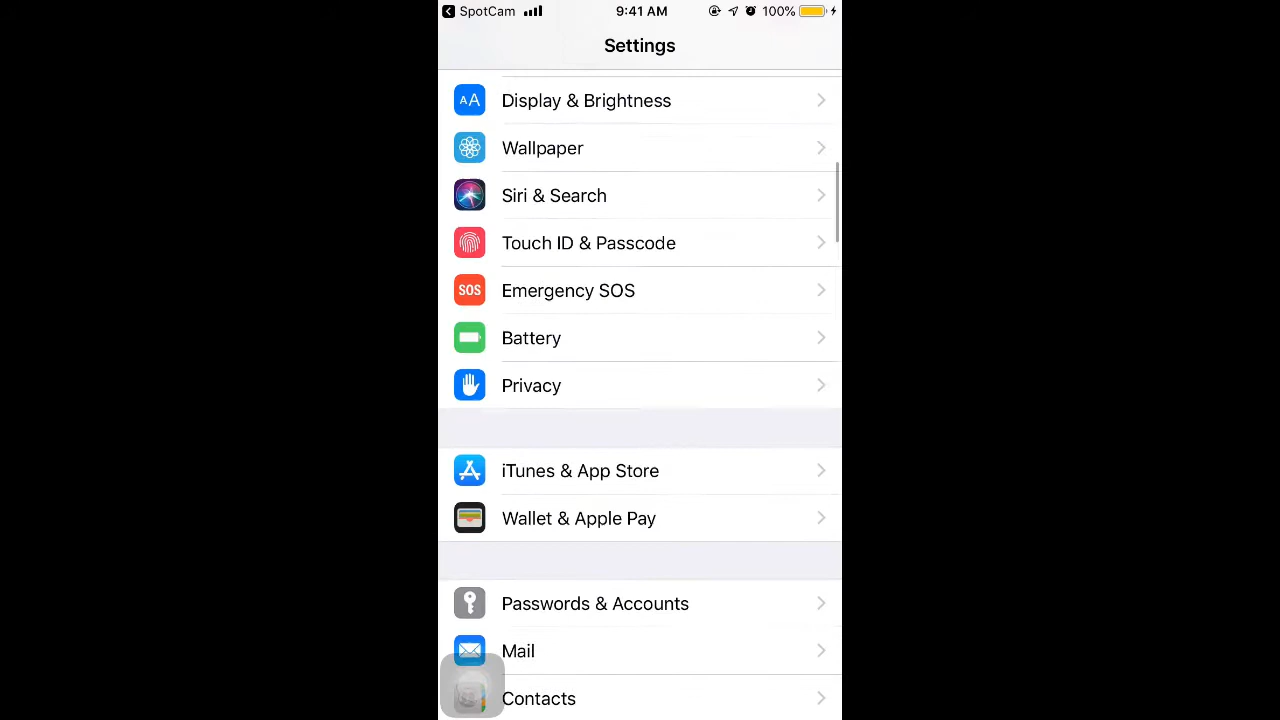 SpotCam 9:41 AM 100%
Settings
AA Display & Brightness
Wallpaper
Siri & Search
Touch ID & Passcode
SOS Emergency SOS
Battery
Privacy
iTunes & App Store
Wallet & Apple Pay
Passwords & Accounts
Mail
Contacts